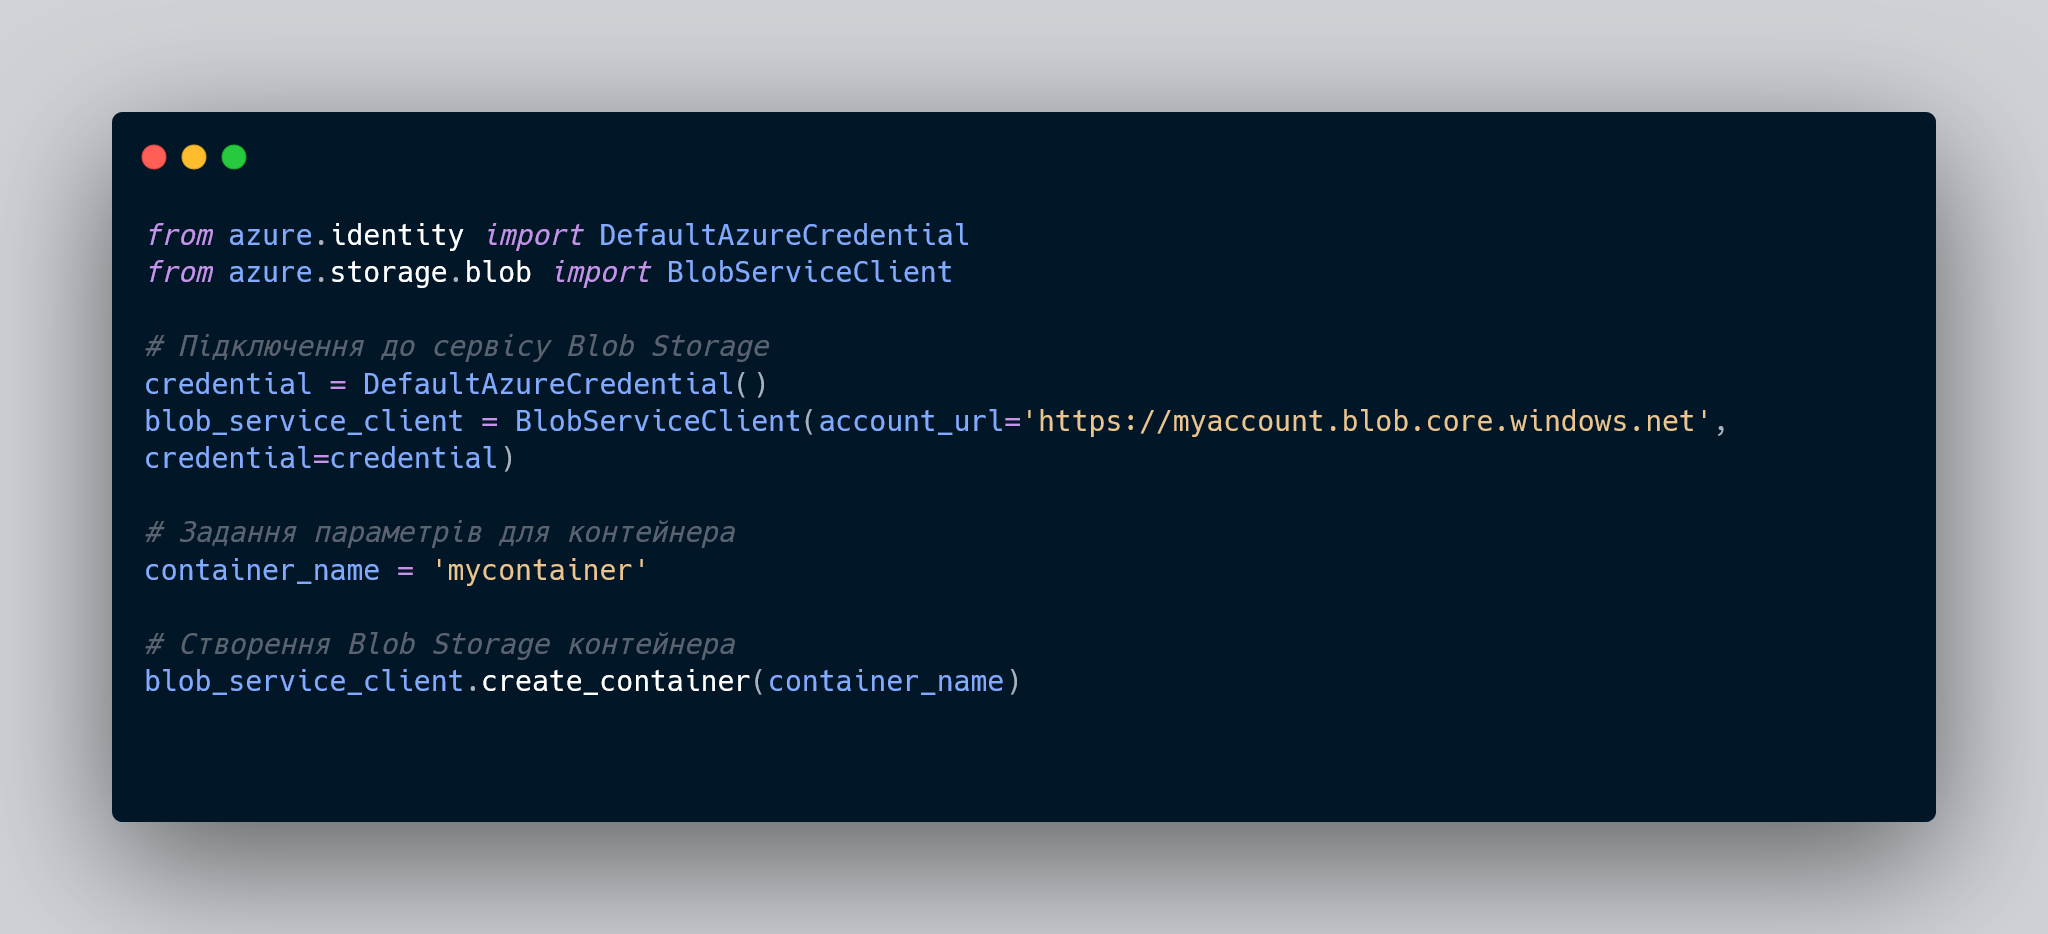 from azure.identity import DefaultAzureCredential
from azure.storage.blob import BlobServiceClient
# Підключення до сервісу Blob Storage
credential = DefaultAzureCredential()
blob_service_client = BlobServiceClient(account_url='https://myaccount.blob.core.windows.net',
credential=credential)
# Задання параметрів для контейнера
container_name = 'mycontainer'
# Створення Blob Storage контейнера
blob_service_client.create_container(container_name)